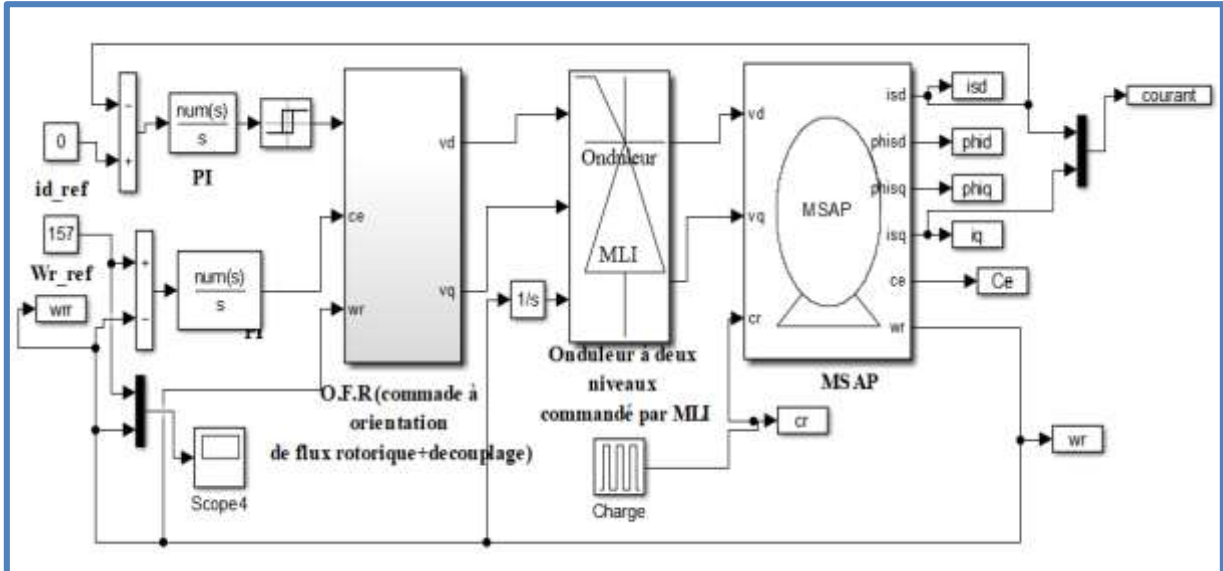 num(s)
s
0
id_ref
PI
157
Wr_ref
wrr
num(s)
s
PI
Scope4
ce
wr
vd
vq
O.F.R(commade à
orientation
de flux rotorique+decouplage)
1/s
Onduleur
MLI
Onduleur à deux
niveaux
commandé par MLI
Charge
cr
vd
vq
cr
MSAP
isd
phisd
phisq
isq
ce
wr
MSAP
isd
phid
phiq
iq
Ce
courant
wr